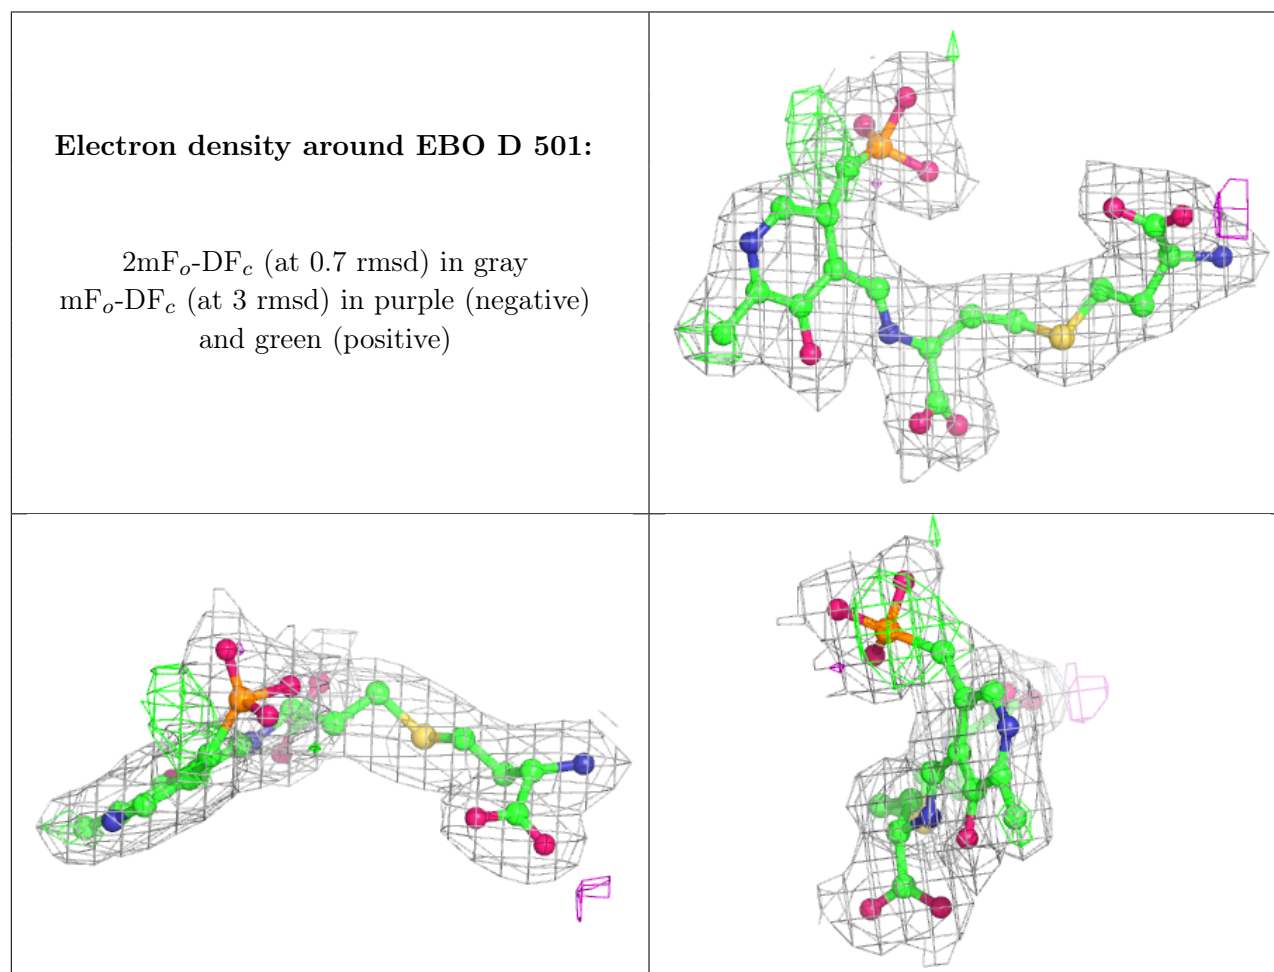 Electron density around EBO D 501:
2mFo-DFc (at 0.7 rmsd) in gray
mFo-DFc (at 3 rmsd) in purple (negative)
and green (positive)